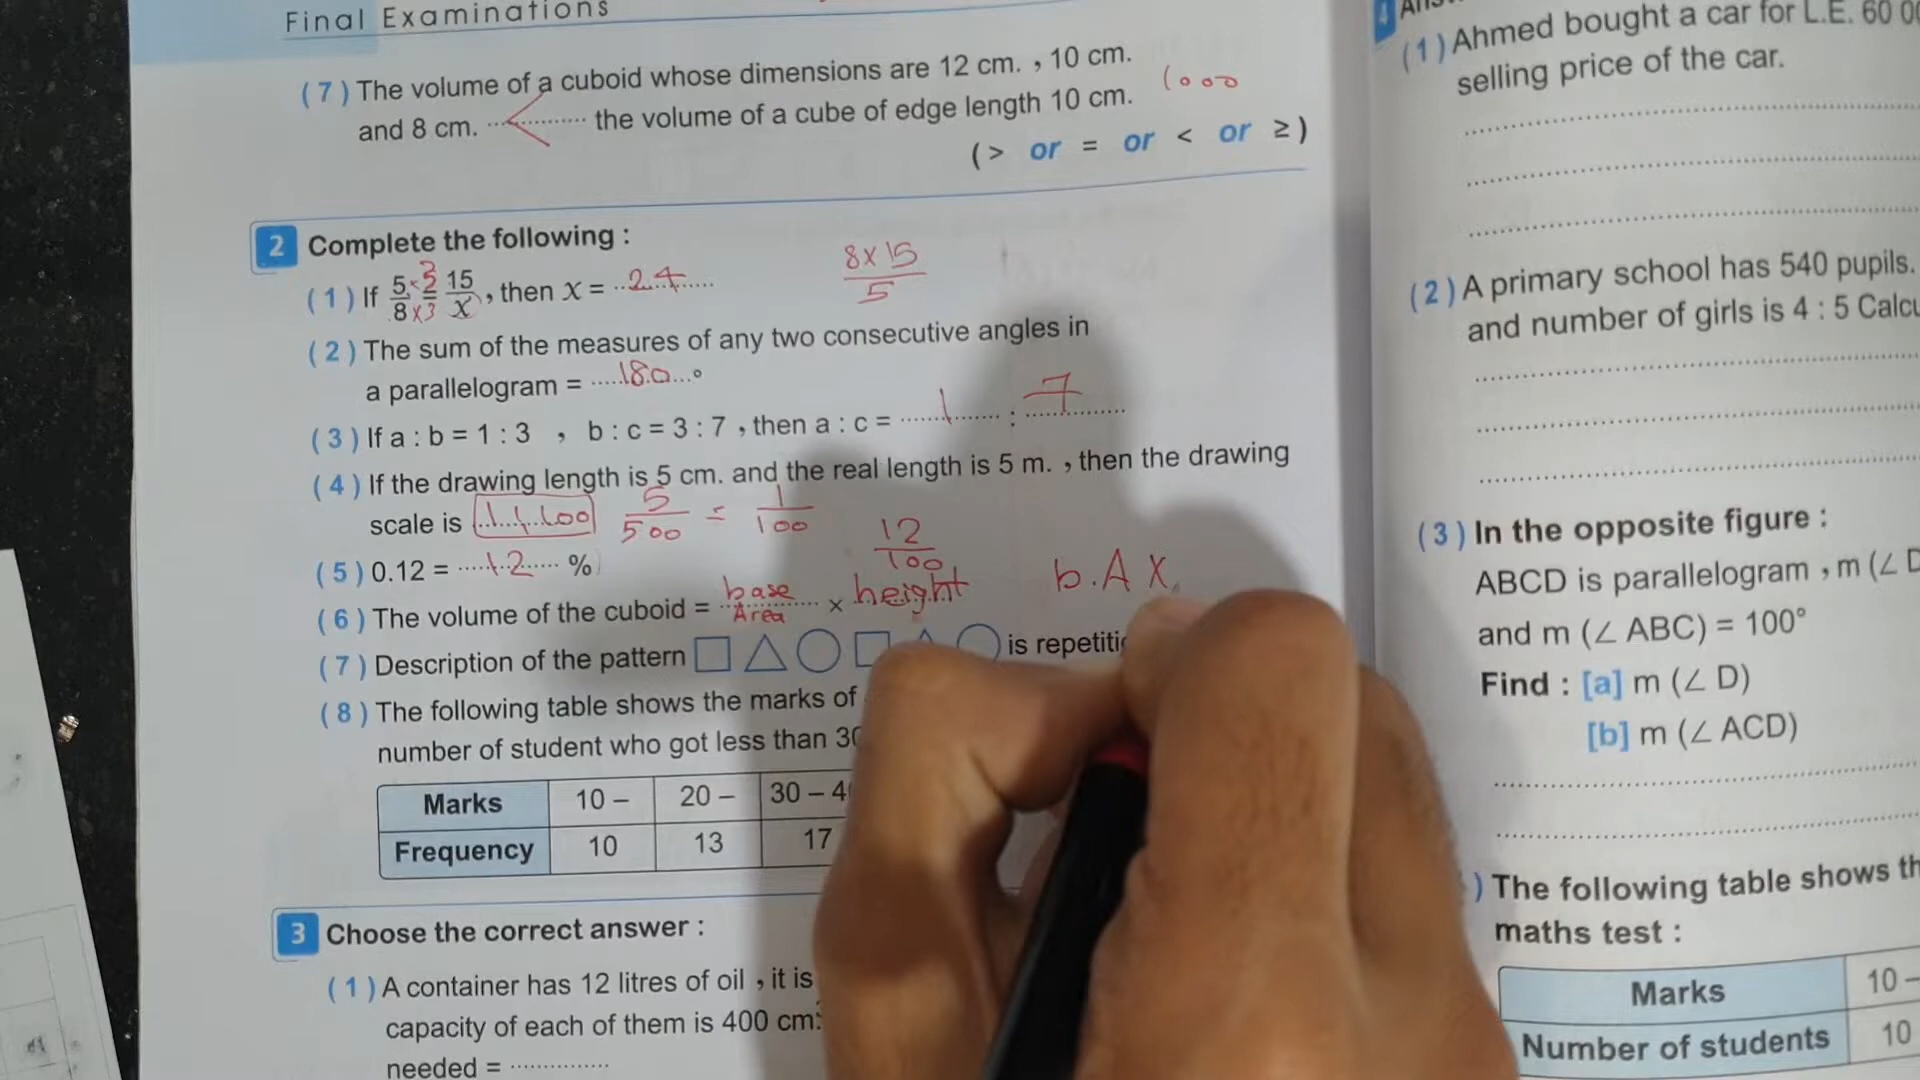 Final Examinations
(7) The volume of a cuboid whose dimensions are 12 cm. , 10 cm.
and 8 cm. ...<... the volume of a cube of edge length 10 cm. 1000
(> or = or < or ≥)
2 Complete the following :
(1) If 5×3/8×3 = 15/x , then x = 24 8×15/5
(2) The sum of the measures of any two consecutive angles in
a parallelogram = ...180...°
(3) If a : b = 1 : 3 , b : c = 3 : 7 , then a : c = ...1... : ...7...
(4) If the drawing length is 5 cm. and the real length is 5 m. , then the drawing
scale is 1:100 5/500 = 1/100
(5) 0.12 = ...12... % 12/100
(6) The volume of the cuboid = base Area × height b.A X
(7) Description of the pattern is
(8) The following table shows the marks of
number of student who got less than
Marks 10 – 20 – 30 –
Frequency 10 13 17
3 Choose the correct answer :
(1) A container has 12 litres of oil , it is
capacity of each of them is 400 cm
needed = ...............
4
(1) Ahmed bought a car for L.E.
selling price of the car.
(2) A primary school has 540 pupils.
and number of girls is 4 : 5
(3) In the opposite figure :
ABCD is parallelogram , m (∠
and m (∠ ABC) = 100°
Find : [a] m (∠ D)
[b] m (∠ ACD)
) The following table shows
maths test :
Marks 10 –
Number of students 10